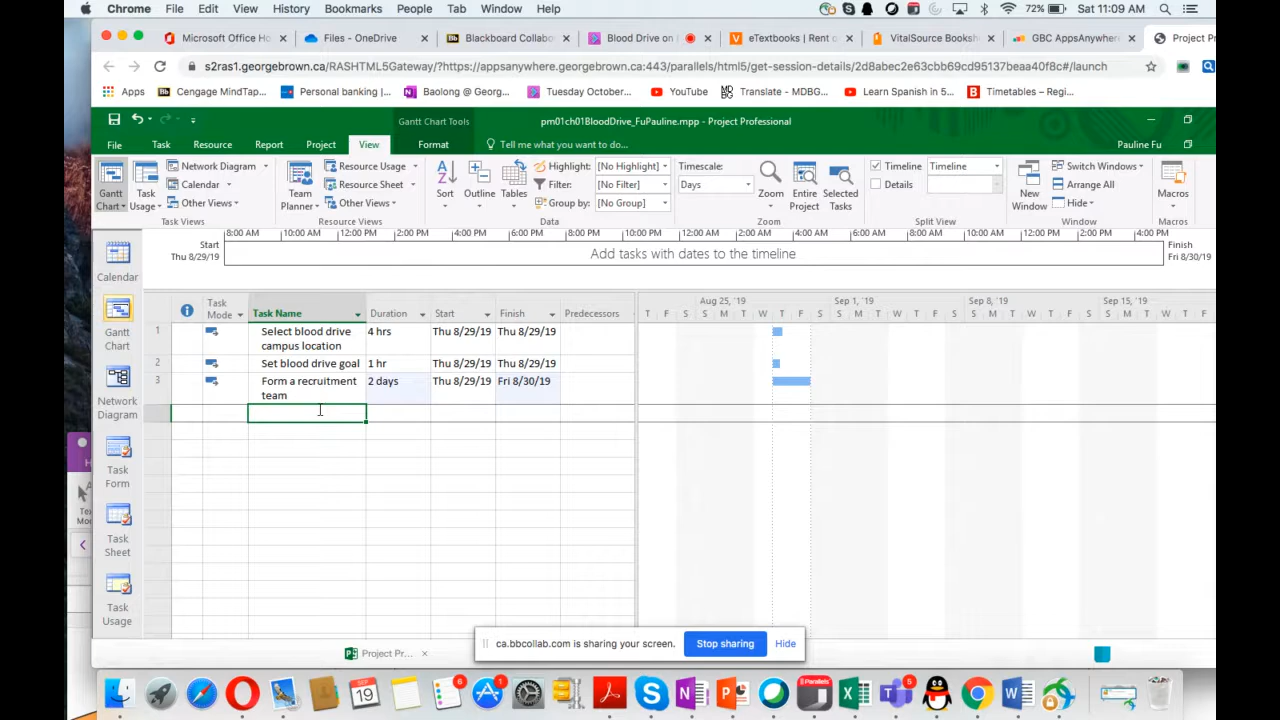 Chrome File Edit View History Bookmarks People Tab Window Help 72% Sat 11:09 AM
Microsoft Office Ho Files - OneDrive Blackboard Collabo Blood Drive on / eTextbooks | Rent o VitalSource Booksh GBC AppsAnywhere Project Pr
s2ras1.georgebrown.ca/RASHTML5Gateway/?https://appsanywhere.georgebrown.ca:443/parallels/html5/get-session-details/2d8abec2e63cbb69cd95137beaa40f8c#/launch
Apps Cengage MindTap... Personal banking |... Baolong @ Georg... Tuesday October... YouTube Translate - MDBG... Learn Spanish in 5... Timetables – Regi...
Gantt Chart Tools pm01ch01BloodDrive_FuPauline.mpp - Project Professional
File Task Resource Report Project View Format Tell me what you want to do... Pauline Fu
Gantt Chart Task Usage Network Diagram Calendar Other Views Task Views
Team Planner Resource Usage Resource Sheet Other Views Resource Views
Sort Outline Tables Highlight: [No Highlight] Filter: [No Filter] Group by: [No Group] Data
Timescale: Days Zoom Entire Project Selected Tasks Zoom
Timeline Timeline Details Split View
New Window Switch Windows Arrange All Hide Window
Macros Macros
8:00 AM 10:00 AM 12:00 PM 2:00 PM 4:00 PM 6:00 PM 8:00 PM 10:00 PM 12:00 AM 2:00 AM 4:00 AM 6:00 AM 8:00 AM 10:00 AM 12:00 PM 2:00 PM 4:00 PM
Start
Thu 8/29/19
Add tasks with dates to the timeline
Finish
Fri 8/30/19
Calendar
Gantt Chart
Network Diagram
Task Form
Task Sheet
Task Usage
Task Mode Task Name Duration Start Finish Predecessors
1 Select blood drive campus location 4 hrs Thu 8/29/19 Thu 8/29/19
2 Set blood drive goal 1 hr Thu 8/29/19 Thu 8/29/19
3 Form a recruitment team 2 days Thu 8/29/19 Fri 8/30/19
Aug 25, '19 Sep 1, '19 Sep 8, '19 Sep 15, '19
T F S S M T W T F S S M T W T F S S M T W T F S S M T W T F
ca.bbcollab.com is sharing your screen. Stop sharing Hide
Project Pr...
SEP
19
6
1
5